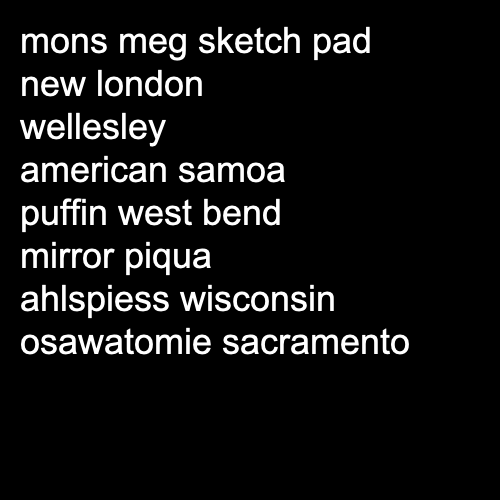 mons meg sketch pad
new london
wellesley
american samoa
puffin west bend
mirror piqua
ahlspiess wisconsin
osawatomie sacramento